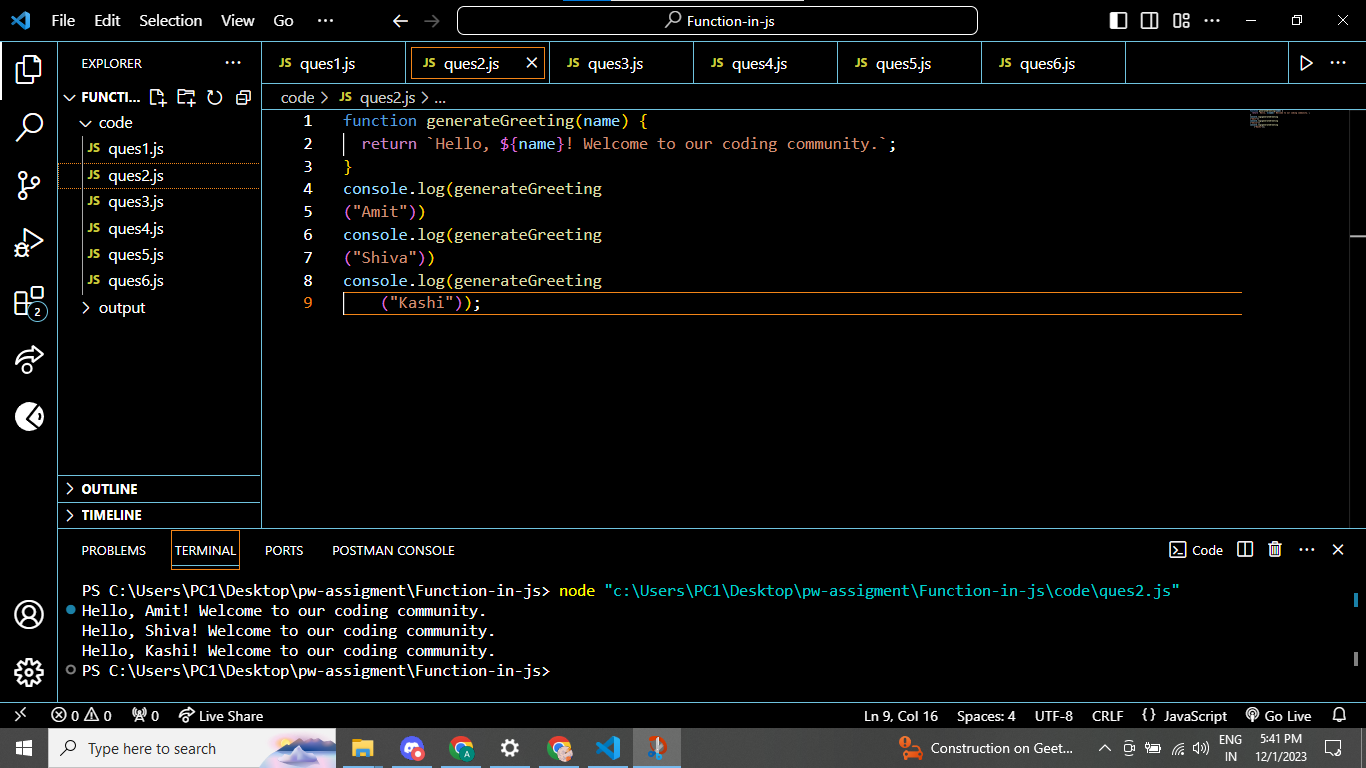 File Edit Selection View Go ··· Function-in-js
EXPLORER ···
JS ques1.js JS ques2.js JS ques3.js JS ques4.js JS ques5.js JS ques6.js
FUNCTI...
code > JS ques2.js > ...
code
JS ques1.js
JS ques2.js
JS ques3.js
JS ques4.js
JS ques5.js
JS ques6.js
output
1 function generateGreeting(name) {
2 return `Hello, ${name}! Welcome to our coding community.`;
3 }
4 console.log(generateGreeting
5 ("Amit"))
6 console.log(generateGreeting
7 ("Shiva"))
8 console.log(generateGreeting
9 ("Kashi"));
2
OUTLINE
TIMELINE
PROBLEMS TERMINAL PORTS POSTMAN CONSOLE Code
PS C:\Users\PC1\Desktop\pw-assigment\Function-in-js> node "c:\Users\PC1\Desktop\pw-assigment\Function-in-js\code\ques2.js"
Hello, Amit! Welcome to our coding community.
Hello, Shiva! Welcome to our coding community.
Hello, Kashi! Welcome to our coding community.
PS C:\Users\PC1\Desktop\pw-assigment\Function-in-js>
0 0 0 Live Share Ln 9, Col 16 Spaces: 4 UTF-8 CRLF {} JavaScript Go Live
Type here to search Construction on Geet... ENG IN 5:41 PM 12/1/2023